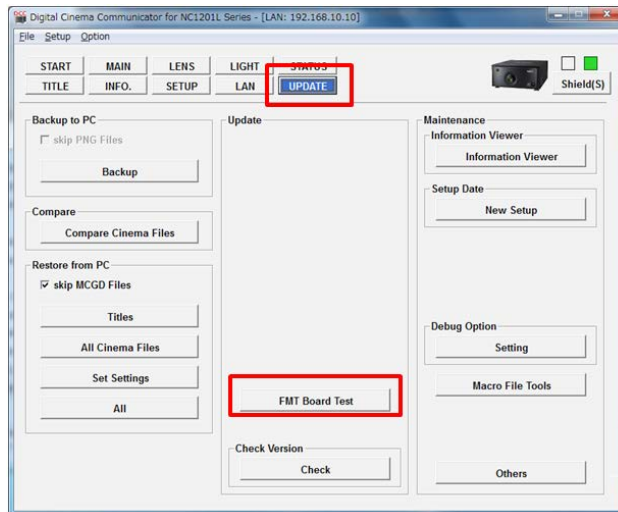 Digital Cinema Communicator for NC1201L Series - [LAN: 192.168.10.10]
File Setup Option
START MAIN LENS LIGHT STATUS
TITLE INFO. SETUP LAN UPDATE
Shield(S)
Backup to PC
skip PNG Files
Backup
Compare
Compare Cinema Files
Restore from PC
skip MCGD Files
Titles
All Cinema Files
Set Settings
All
Update
FMT Board Test
Check Version
Check
Maintenance
Information Viewer
Information Viewer
Setup Date
New Setup
Debug Option
Setting
Macro File Tools
Others